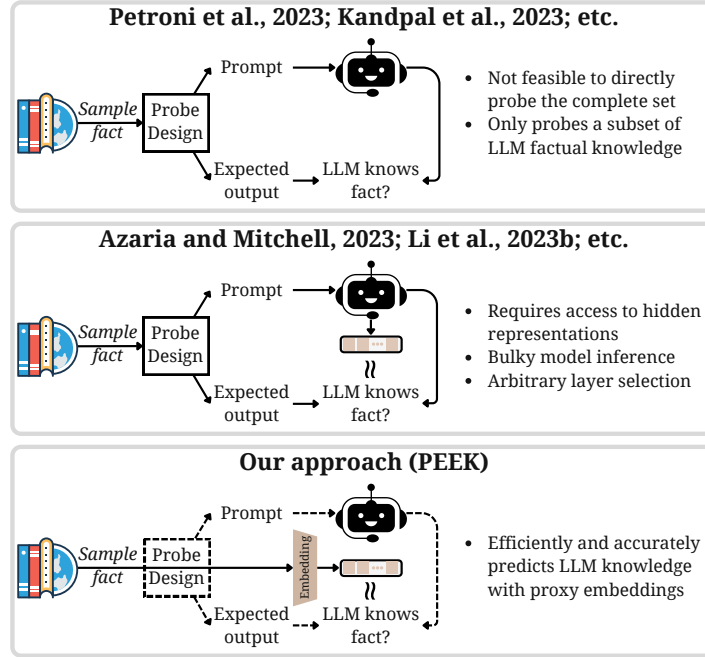 Petroni et al., 2023; Kandpal et al., 2023; etc.
Sample
fact
Probe
Design
Prompt
Expected
output
LLM knows
fact?
• Not feasible to directly
probe the complete set
• Only probes a subset of
LLM factual knowledge
Azaria and Mitchell, 2023; Li et al., 2023b; etc.
Sample
fact
Probe
Design
Prompt
≈
Expected
output
LLM knows
fact?
• Requires access to hidden
representations
• Bulky model inference
• Arbitrary layer selection
Our approach (PEEK)
Sample
fact
Probe
Design
Prompt
Embedding
≈
Expected
output
LLM knows
fact?
• Efficiently and accurately
predicts LLM knowledge
with proxy embeddings